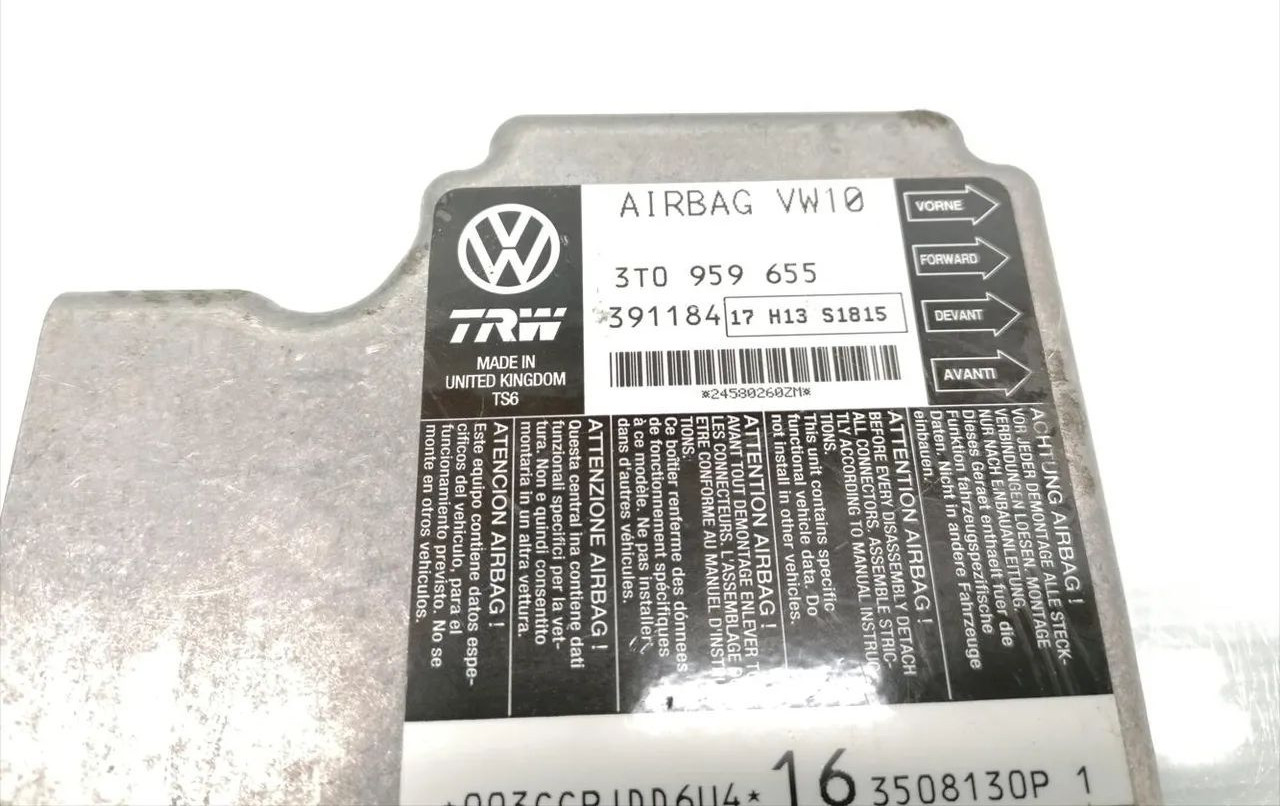 AIRBAG VW10
3T0 959 655
391184 17 H13 S1815
*24580260ZM*
VW
TRW
MADE IN
UNITED KINGDOM
TS6
VORNE
FORWARD
DEVANT
AVANTI
ACHTUNG AIRBAG !
VOR JEDER DEMONTAGE ALLE STECK-
VERBINDUNGEN LOESEN. MONTAGE
NUR NACH EINBAUANLEITUNG.
Dieses Geraet enthaelt fuer die
Funktion fahrzeugspezifische
Daten. Nicht in andere Fahrzeuge
einbauen.
ATTENTION AIRBAG !
BEFORE EVERY DISASSEMBLY DETACH
ALL CONNECTORS. ASSEMBLE STRIC-
TLY ACCORDING TO MANUAL INSTRUC
TIONS.
This unit contains specific
functional vehicle data. Do
not install in other vehicles.
ATTENTION AIRBAG !
AVANT TOUT DEMONTAGE ENLEVER
LES CONNECTEURS. L'ASSEMBLAGE
ETRE CONFORME AU MANUEL D'INST
TIONS.
Ce boîtier renferme des données
de fonctionnement spécifiques
à ce modèle. Ne pas installer
dans d'autres véhicules.
ATTENZIONE AIRBAG !
Questa central ina contiene dati
funzionali specifici per la vet-
tura. Non e quindi consentito
montaria in un altra vettura.
ATENCION AIRBAG !
Este equipo contiene datos espe-
cificos del vehiculo, para el
funcionamiento previsto. No se
monte en otros vehiculos.
16 3508130P 1